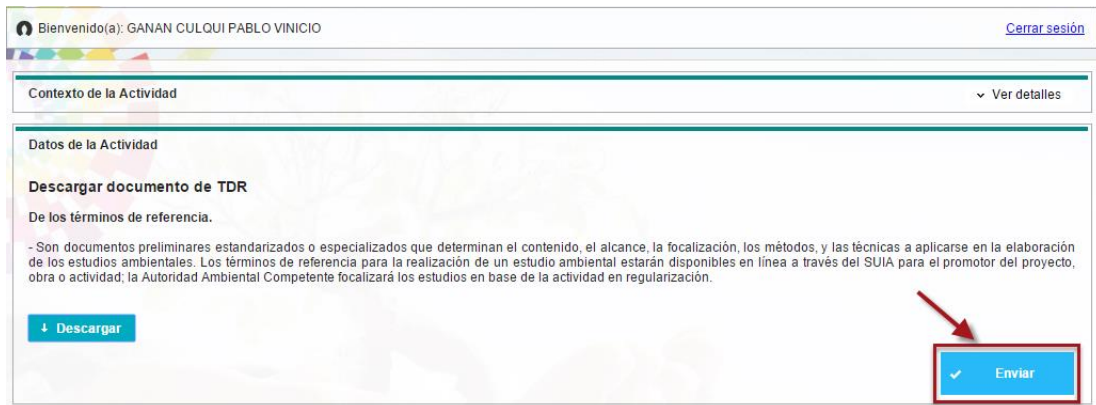 Bienvenido(a): GANAN CULQUI PABLO VINICIO
Cerrar sesión
Contexto de la Actividad
Ver detalles
Datos de la Actividad
Descargar documento de TDR
De los términos de referencia.
- Son documentos preliminares estandarizados o especializados que determinan el contenido, el alcance, la focalización, los métodos, y las técnicas a aplicarse en la elaboración
de los estudios ambientales. Los términos de referencia para la realización de un estudio ambiental estarán disponibles en línea a través del SUIA para el promotor del proyecto,
obra o actividad; la Autoridad Ambiental Competente focalizará los estudios en base de la actividad en regularización.
Descargar
Enviar